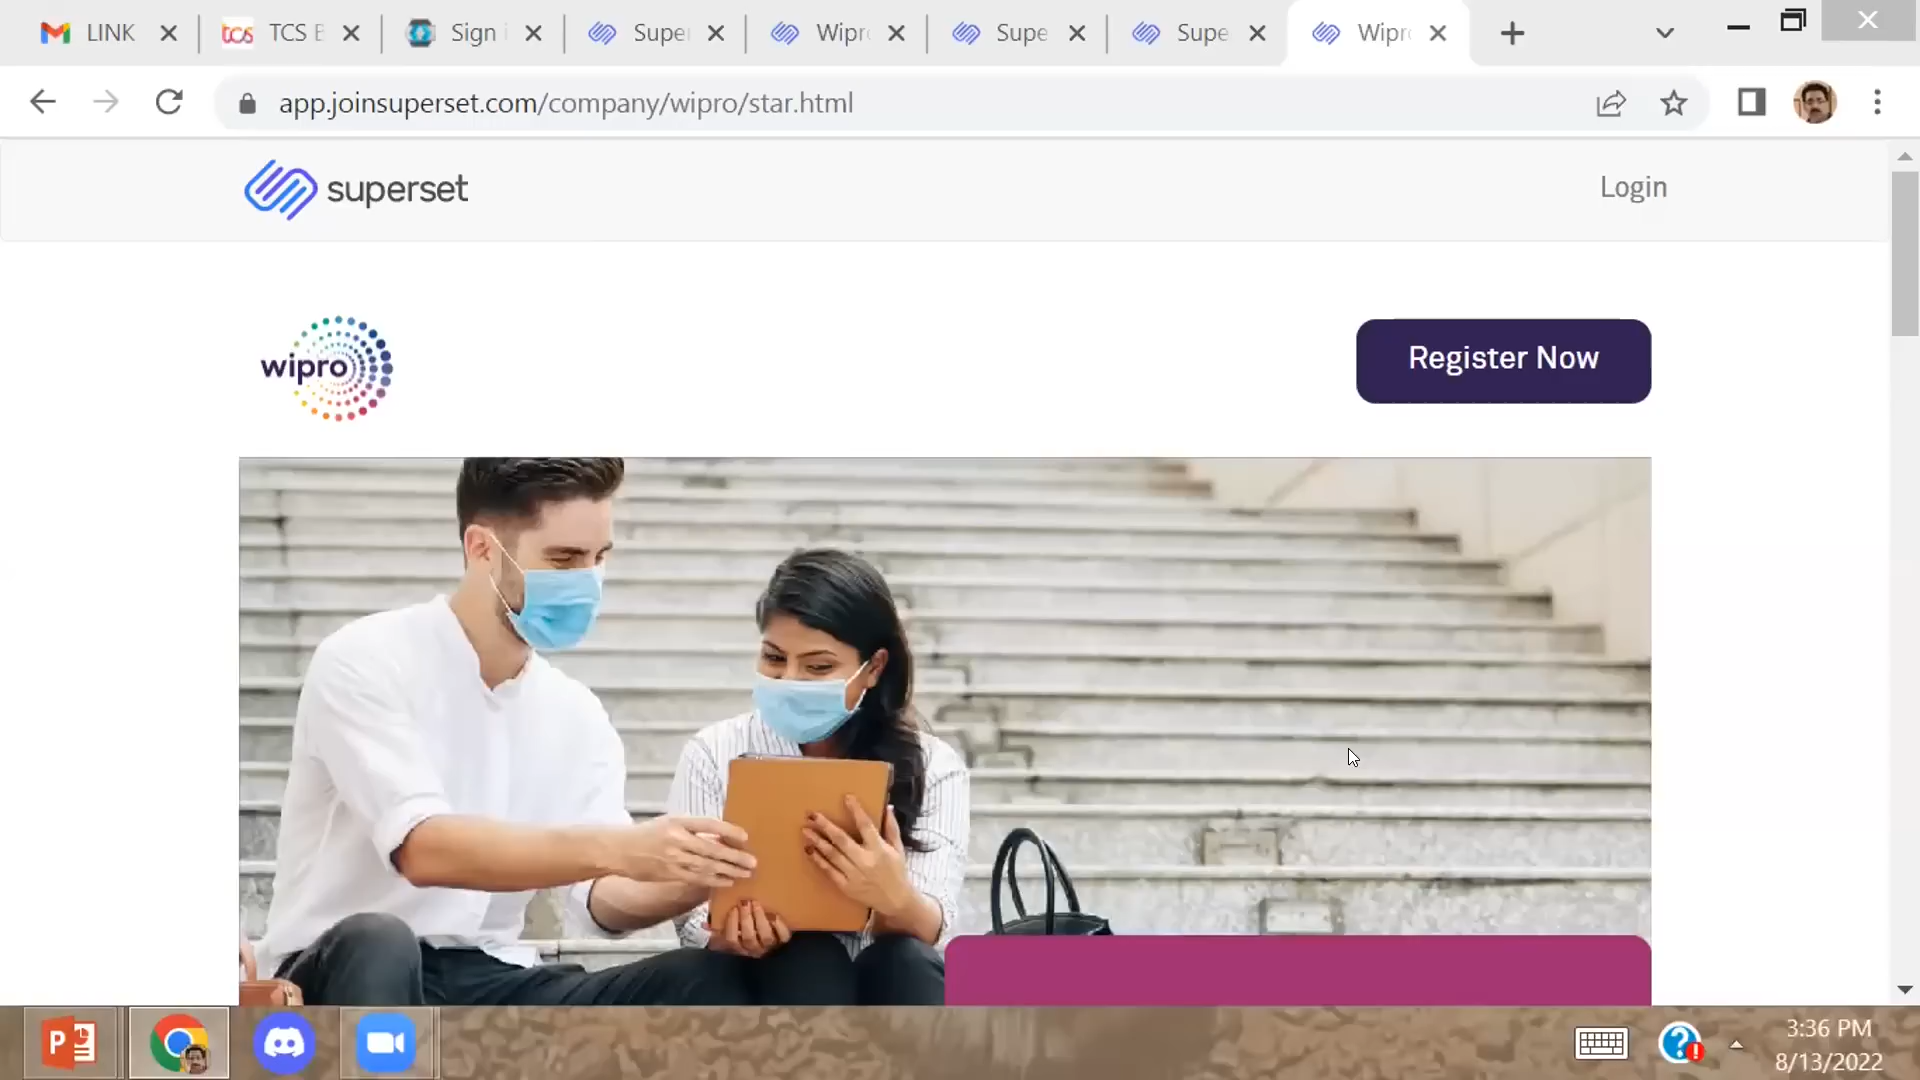 LINK
TCS B
Sign i
Super
Wipr
Supe
Supe
Wipr
app.joinsuperset.com/company/wipro/star.html
superset
Login
wipro
Register Now
3:36 PM
8/13/2022